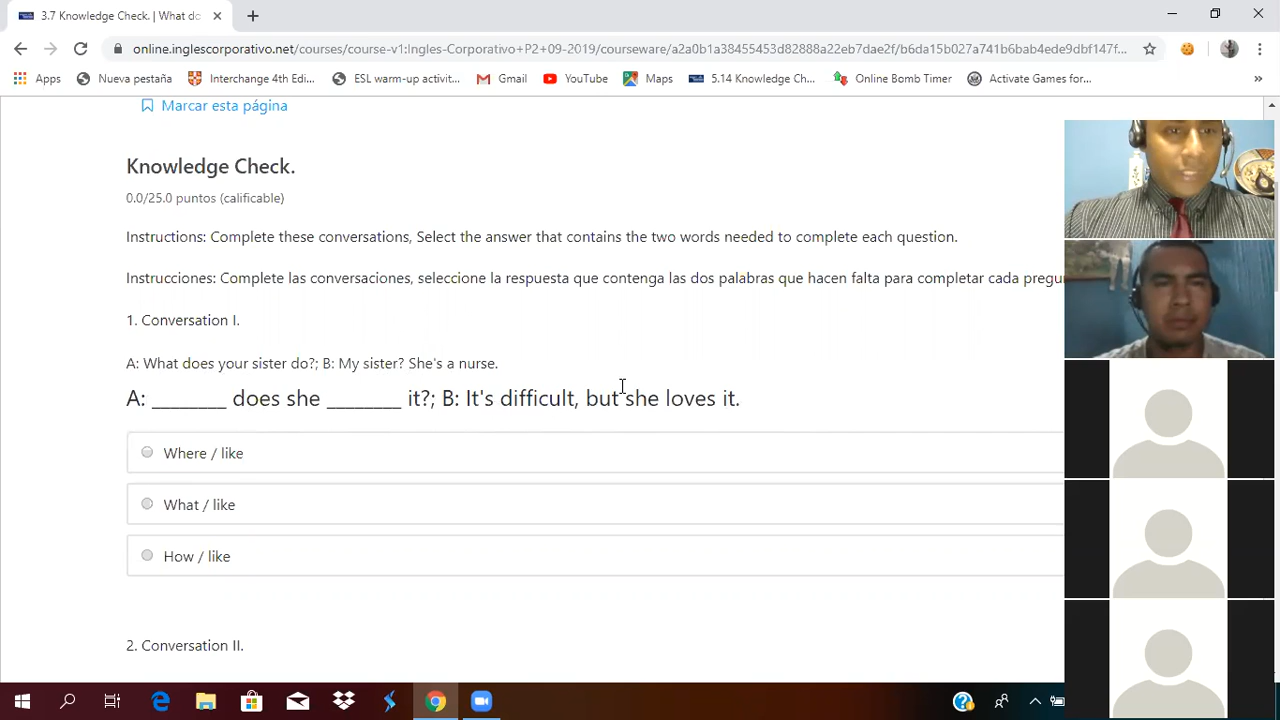 3.7 Knowledge Check. | What do
online.inglescorporativo.net/courses/course-v1:Ingles-Corporativo+P2+09-2019/courseware/a2a0b1a38455453d82888a22eb7dae2f/b6da15b027a741b6bab4ede9dbf147f...
Apps Nueva pestaña Interchange 4th Edi... ESL warm-up activit... Gmail YouTube Maps 5.14 Knowledge Ch... Online Bomb Timer Activate Games for... »
Marcar esta página
Knowledge Check.
0.0/25.0 puntos (calificable)
Instructions: Complete these conversations, Select the answer that contains the two words needed to complete each question.
Instrucciones: Complete las conversaciones, seleccione la respuesta que contenga las dos palabras que hacen falta para completar cada pregu
1. Conversation I.
A: What does your sister do?; B: My sister? She's a nurse.
A: ________ does she ________ it?; B: It's difficult, but she loves it.
Where / like
What / like
How / like
2. Conversation II.